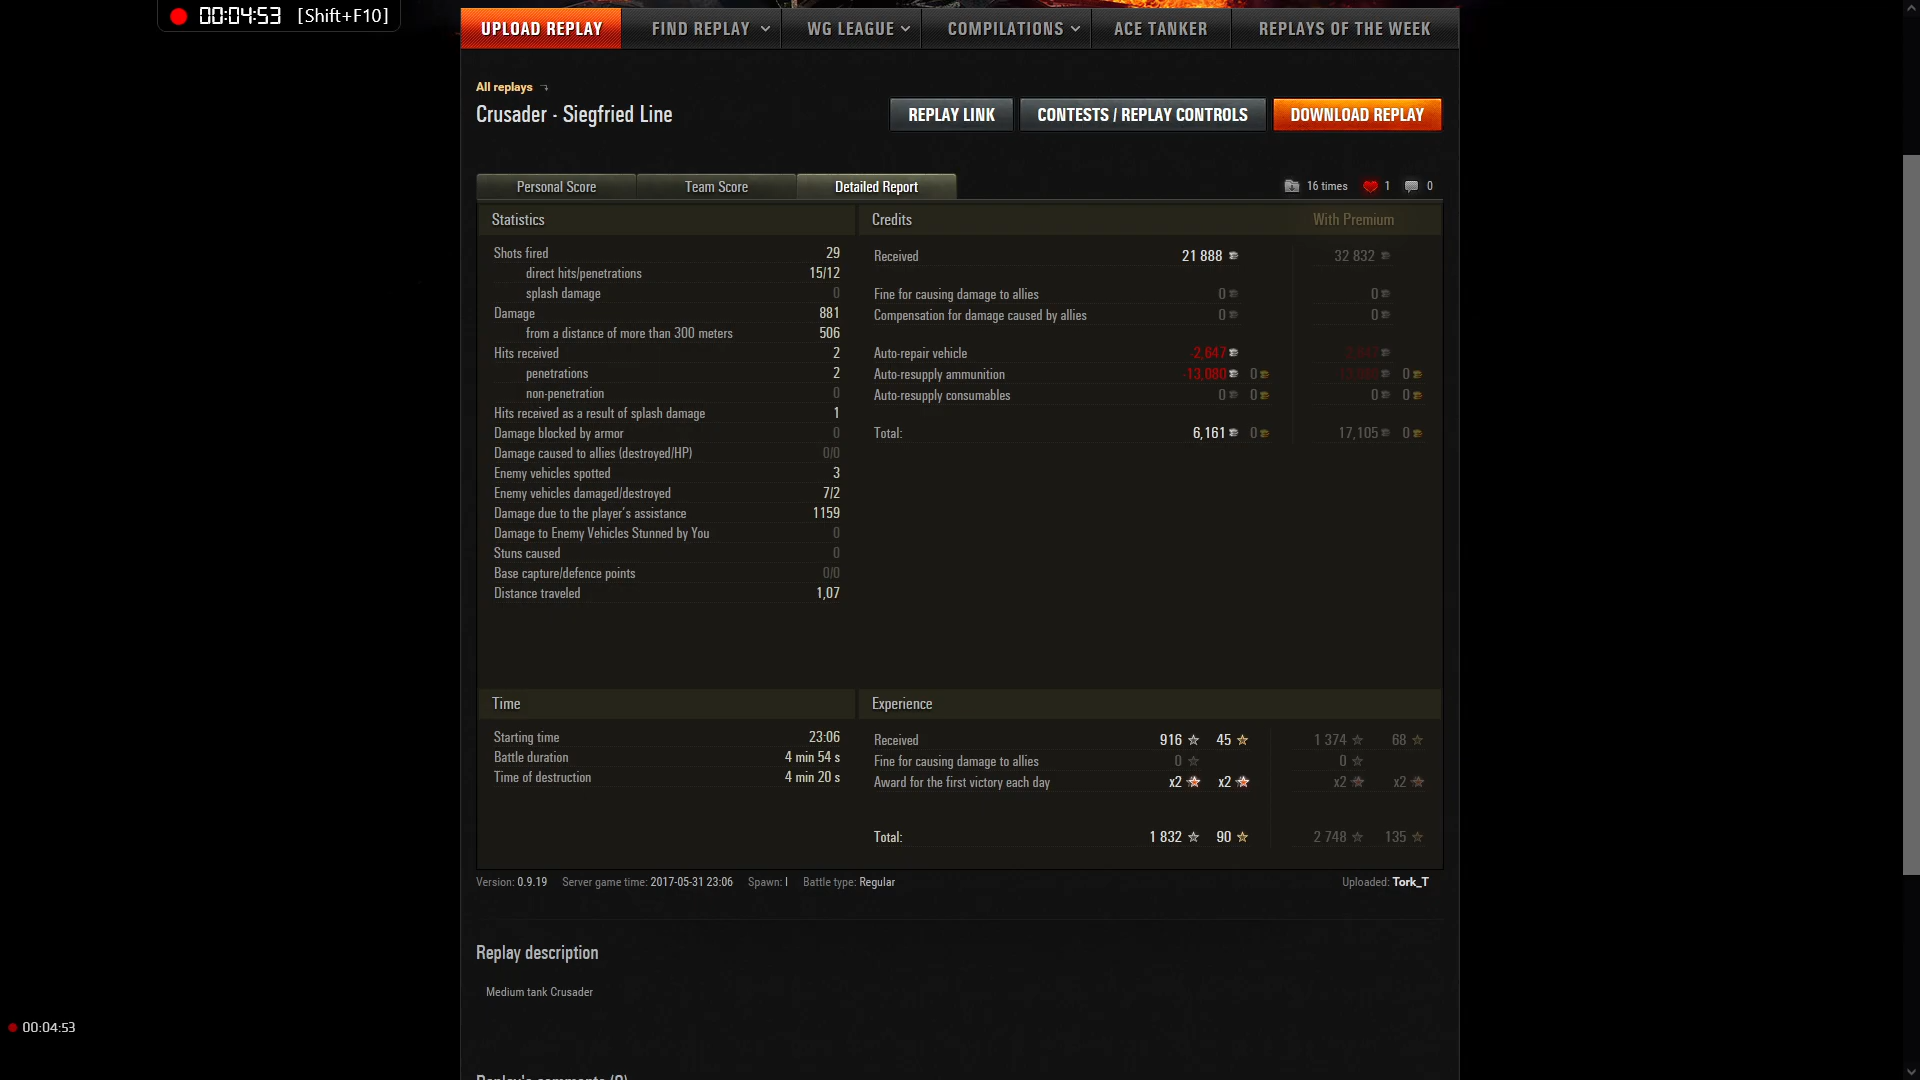 00:04:53 [Shift+F10]
UPLOAD REPLAY FIND REPLAY WG LEAGUE COMPILATIONS ACE TANKER REPLAYS OF THE WEEK
All replays
Crusader - Siegfried Line
REPLAY LINK CONTESTS / REPLAY CONTROLS DOWNLOAD REPLAY
Personal Score Team Score Detailed Report 16 times 1 0
Statistics
Shots fired 29
direct hits/penetrations 15/12
splash damage 0
Damage 881
from a distance of more than 300 meters 506
Hits received 2
penetrations 2
non-penetration 0
Hits received as a result of splash damage 1
Damage blocked by armor 0
Damage caused to allies (destroyed/HP) 0/0
Enemy vehicles spotted 3
Enemy vehicles damaged/destroyed 7/2
Damage due to the player's assistance 1159
Damage to Enemy Vehicles Stunned by You 0
Stuns caused 0
Base capture/defence points 0/0
Distance traveled 1,07
Credits With Premium
Received 21 888 32 832
Fine for causing damage to allies 0 0
Compensation for damage caused by allies 0 0
Auto-repair vehicle -2,647
Auto-resupply ammunition -13,080 0 0
Auto-resupply consumables 0 0 0 0
Total: 6,161 0 17,105 0
Time
Starting time 23:06
Battle duration 4 min 54 s
Time of destruction 4 min 20 s
Experience
Received 916 45 1 374 68
Fine for causing damage to allies 0 0
Award for the first victory each day x2 x2 x2 x2
Total: 1 832 90 2 748 135
Version: 0.9.19 Server game time: 2017-05-31 23:06 Spawn: I Battle type: Regular Uploaded: Tork_T
Replay description
Medium tank Crusader
00:04:53
Replay's comments (0)